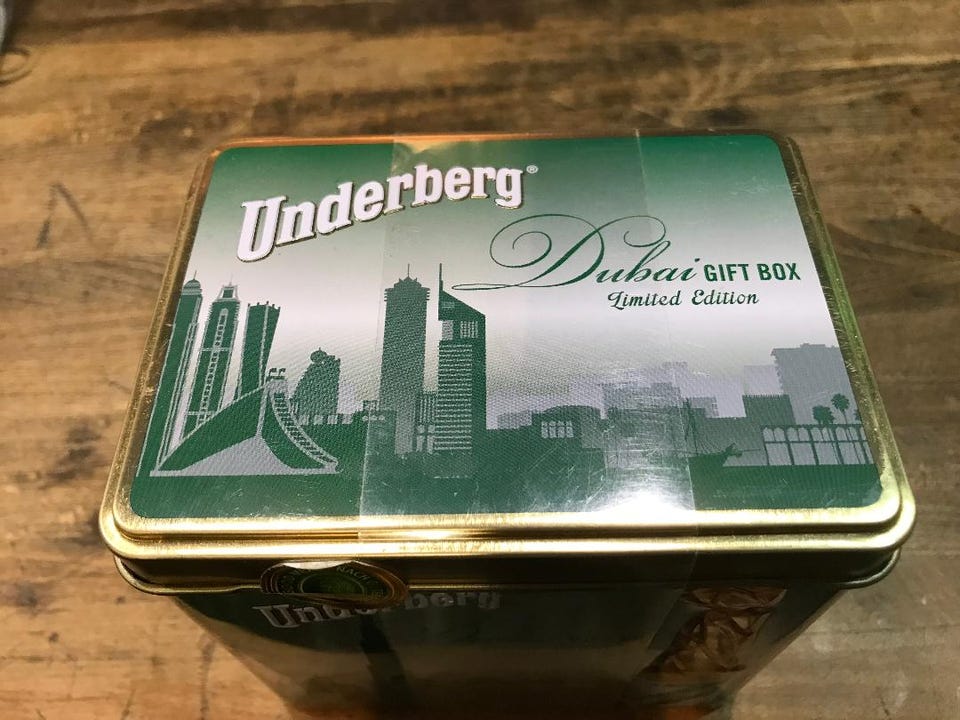 Underberg®
Dubai GIFT BOX
Limited Edition
Underberg